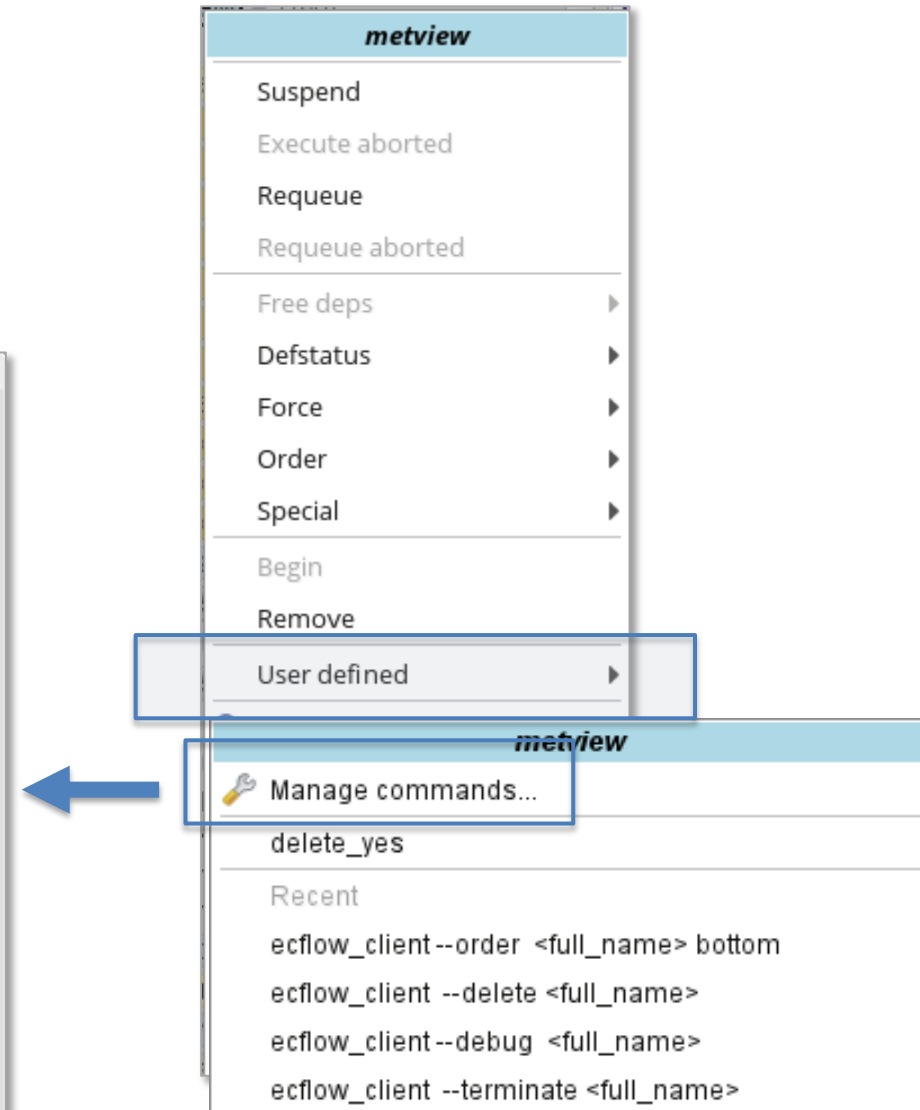 metview
Suspend
Execute aborted
Requeue
Requeue aborted
Free deps
Defstatus
Force
Order
Special
Begin
Remove
User defined
metview
Manage commands...
delete_yes
Recent
ecflow_client --order <full_name> bottom
ecflow_client --delete <full_name>
ecflow_client --debug <full_name>
ecflow_client --terminate <full_name>